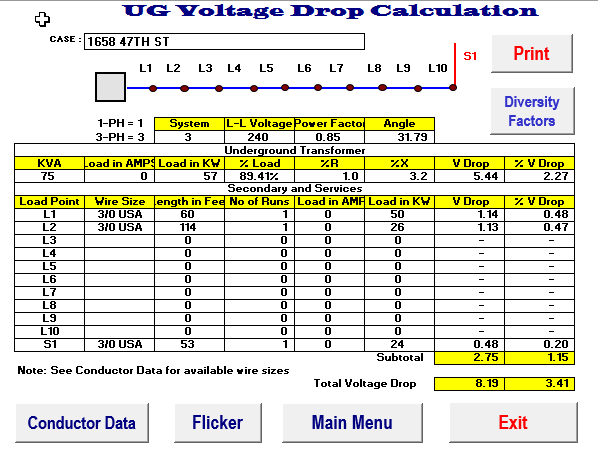 UG Voltage Drop Calculation
CASE : 1658 47TH ST
L1 L2 L3 L4 L5 L6 L7 L8 L9 L10 S1
Print
Diversity
Factors
1-PH = 1 System L-L Voltage Power Factor Angle
3-PH = 3 3 240 0.85 31.79
Underground Transformer
KVA Load in AMPS Load in KW % Load %R %X V Drop % V Drop
75 0 57 89.41% 1.0 3.2 5.44 2.27
Secondary and Services
Load Point Wire Size ength in Fee No of Runs Load in AMP Load in KW V Drop % V Drop
L1 3/0 USA 60 1 0 50 1.14 0.48
L2 3/0 USA 114 1 0 26 1.13 0.47
L3 0 0 0 0 - -
L4 0 0 0 0 - -
L5 0 0 0 0 - -
L6 0 0 0 0 - -
L7 0 0 0 0 - -
L8 0 0 0 0 - -
L9 0 0 0 0 - -
L10 0 0 0 0 - -
S1 3/0 USA 53 1 0 24 0.48 0.20
Subtotal 2.75 1.15
Note: See Conductor Data for available wire sizes
Total Voltage Drop 8.19 3.41
Conductor Data Flicker Main Menu Exit